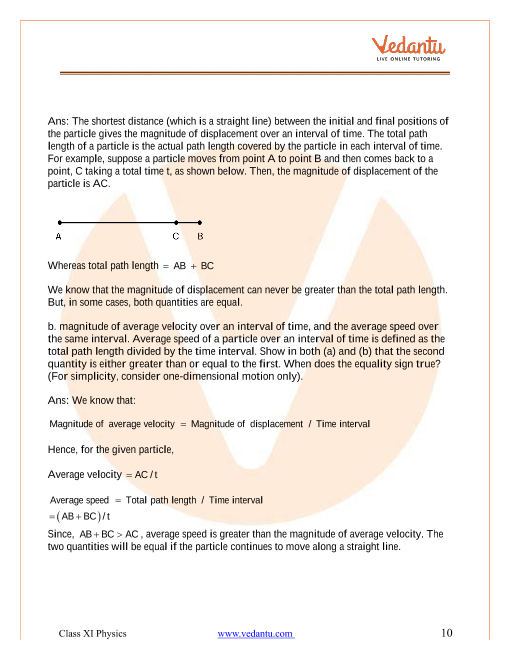 Vedantu
LIVE ONLINE TUTORING
Ans: The shortest distance (which is a straight line) between the initial and final positions of
the particle gives the magnitude of displacement over an interval of time. The total path
length of a particle is the actual path length covered by the particle in each interval of time.
For example, suppose a particle moves from point A to point B and then comes back to a
point, C taking a total time t, as shown below. Then, the magnitude of displacement of the
particle is AC.
A C B
Whereas total path length = AB + BC
We know that the magnitude of displacement can never be greater than the total path length.
But, in some cases, both quantities are equal.
b. magnitude of average velocity over an interval of time, and the average speed over
the same interval. Average speed of a particle over an interval of time is defined as the
total path length divided by the time interval. Show in both (a) and (b) that the second
quantity is either greater than or equal to the first. When does the equality sign true?
(For simplicity, consider one-dimensional motion only).
Ans: We know that:
Magnitude of average velocity = Magnitude of displacement / Time interval
Hence, for the given particle,
Average velocity = AC / t
Average speed = Total path length / Time interval
= ( AB + BC ) / t
Since, AB + BC > AC , average speed is greater than the magnitude of average velocity. The
two quantities will be equal if the particle continues to move along a straight line.
Class XI Physics www.vedantu.com 10